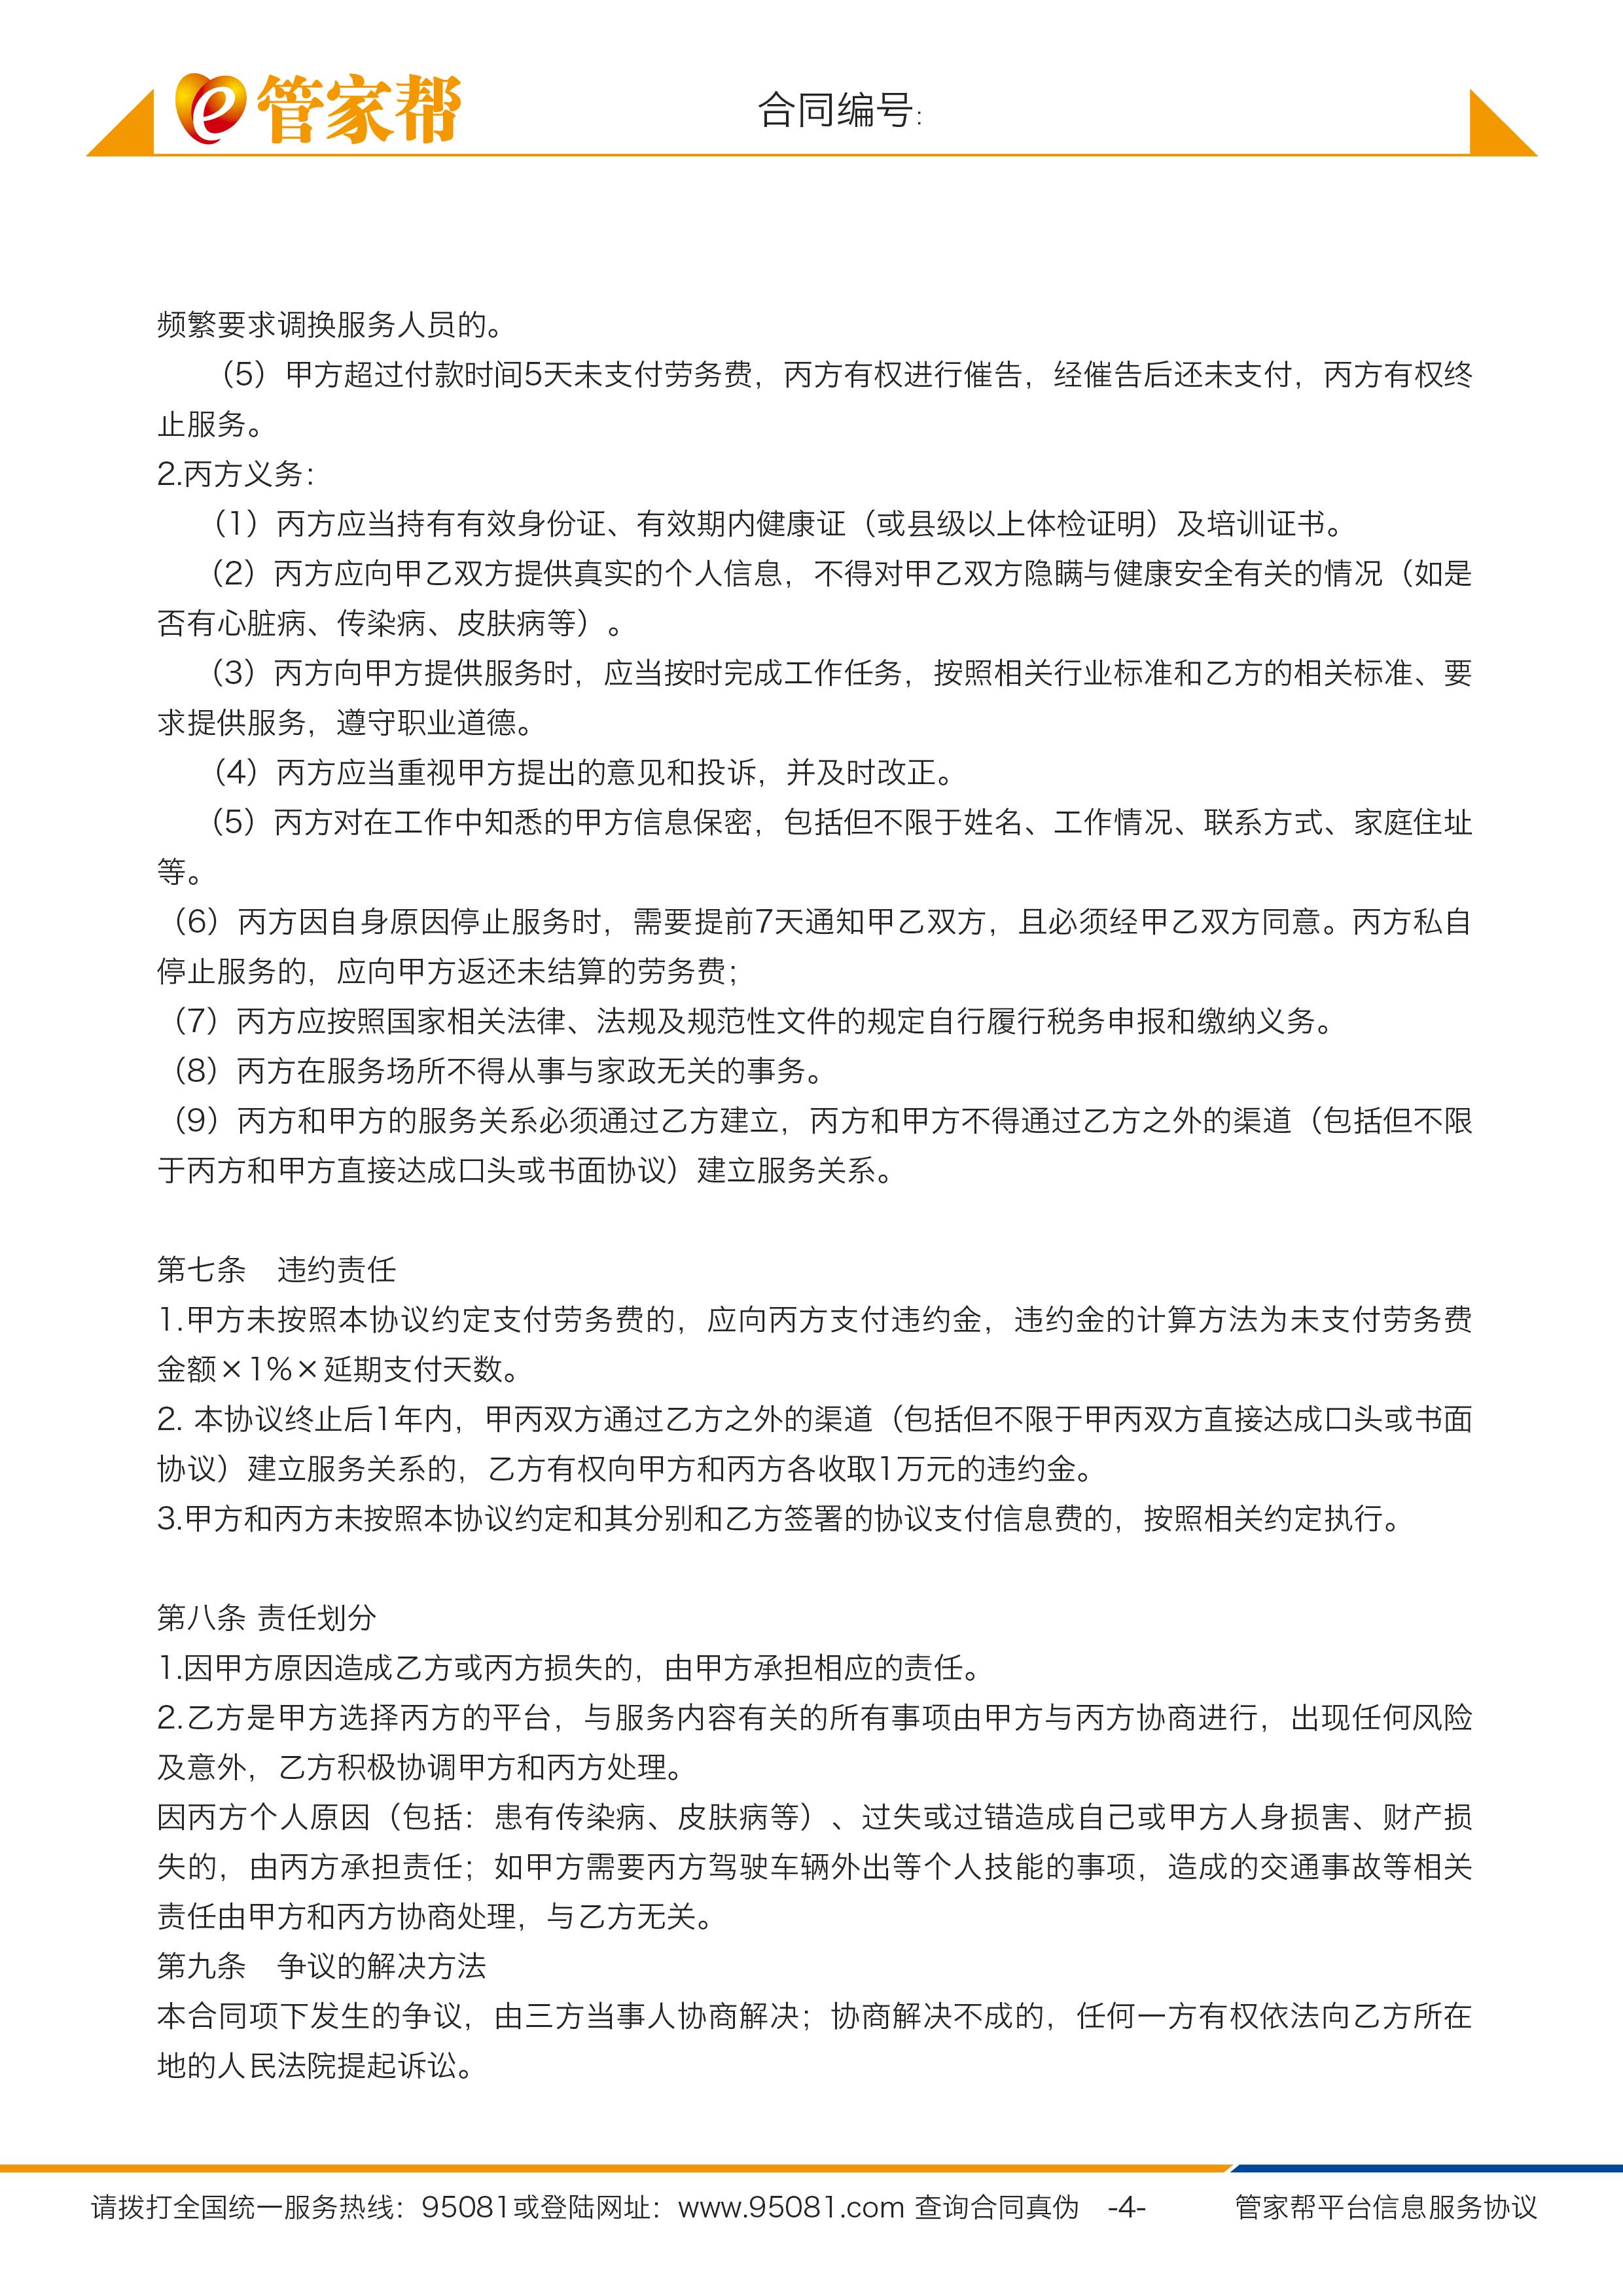 e管家帮
合同编号：
频繁要求调换服务人员的。
（5）甲方超过付款时间5天未支付劳务费，丙方有权进行催告，经催告后还未支付，丙方有权终
止服务。
2.丙方义务：
（1）丙方应当持有有效身份证、有效期内健康证（或县级以上体检证明）及培训证书。
（2）丙方应向甲乙双方提供真实的个人信息，不得对甲乙双方隐瞒与健康安全有关的情况（如是
否有心脏病、传染病、皮肤病等）。
（3）丙方向甲方提供服务时，应当按时完成工作任务，按照相关行业标准和乙方的相关标准、要
求提供服务，遵守职业道德。
（4）丙方应当重视甲方提出的意见和投诉，并及时改正。
（5）丙方对在工作中知悉的甲方信息保密，包括但不限于姓名、工作情况、联系方式、家庭住址
等。
（6）丙方因自身原因停止服务时，需要提前7天通知甲乙双方，且必须经甲乙双方同意。丙方私自
停止服务的，应向甲方返还未结算的劳务费；
（7）丙方应按照国家相关法律、法规及规范性文件的规定自行履行税务申报和缴纳义务。
（8）丙方在服务场所不得从事与家政无关的事务。
（9）丙方和甲方的服务关系必须通过乙方建立，丙方和甲方不得通过乙方之外的渠道（包括但不限
于丙方和甲方直接达成口头或书面协议）建立服务关系。
第七条　违约责任
1.甲方未按照本协议约定支付劳务费的，应向丙方支付违约金，违约金的计算方法为未支付劳务费
金额×1%×延期支付天数。
2. 本协议终止后1年内，甲丙双方通过乙方之外的渠道（包括但不限于甲丙双方直接达成口头或书面
协议）建立服务关系的，乙方有权向甲方和丙方各收取1万元的违约金。
3.甲方和丙方未按照本协议约定和其分别和乙方签署的协议支付信息费的，按照相关约定执行。
第八条 责任划分
1.因甲方原因造成乙方或丙方损失的，由甲方承担相应的责任。
2.乙方是甲方选择丙方的平台，与服务内容有关的所有事项由甲方与丙方协商进行，出现任何风险
及意外，乙方积极协调甲方和丙方处理。
因丙方个人原因（包括：患有传染病、皮肤病等）、过失或过错造成自己或甲方人身损害、财产损
失的，由丙方承担责任；如甲方需要丙方驾驶车辆外出等个人技能的事项，造成的交通事故等相关
责任由甲方和丙方协商处理，与乙方无关。
第九条　争议的解决方法
本合同项下发生的争议，由三方当事人协商解决；协商解决不成的，任何一方有权依法向乙方所在
地的人民法院提起诉讼。
请拨打全国统一服务热线：95081或登陆网址：www.95081.com 查询合同真伪　-4-　管家帮平台信息服务协议